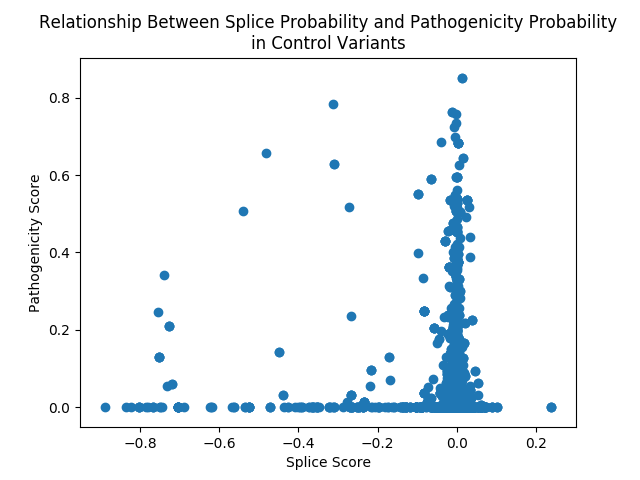 Relationship Between Splice Probability and Pathogenicity Probability
in Control Variants
Pathogenicity Score
0.8
0.6
0.4
0.2
0.0
−0.8
−0.6
−0.4
−0.2
0.0
0.2
Splice Score